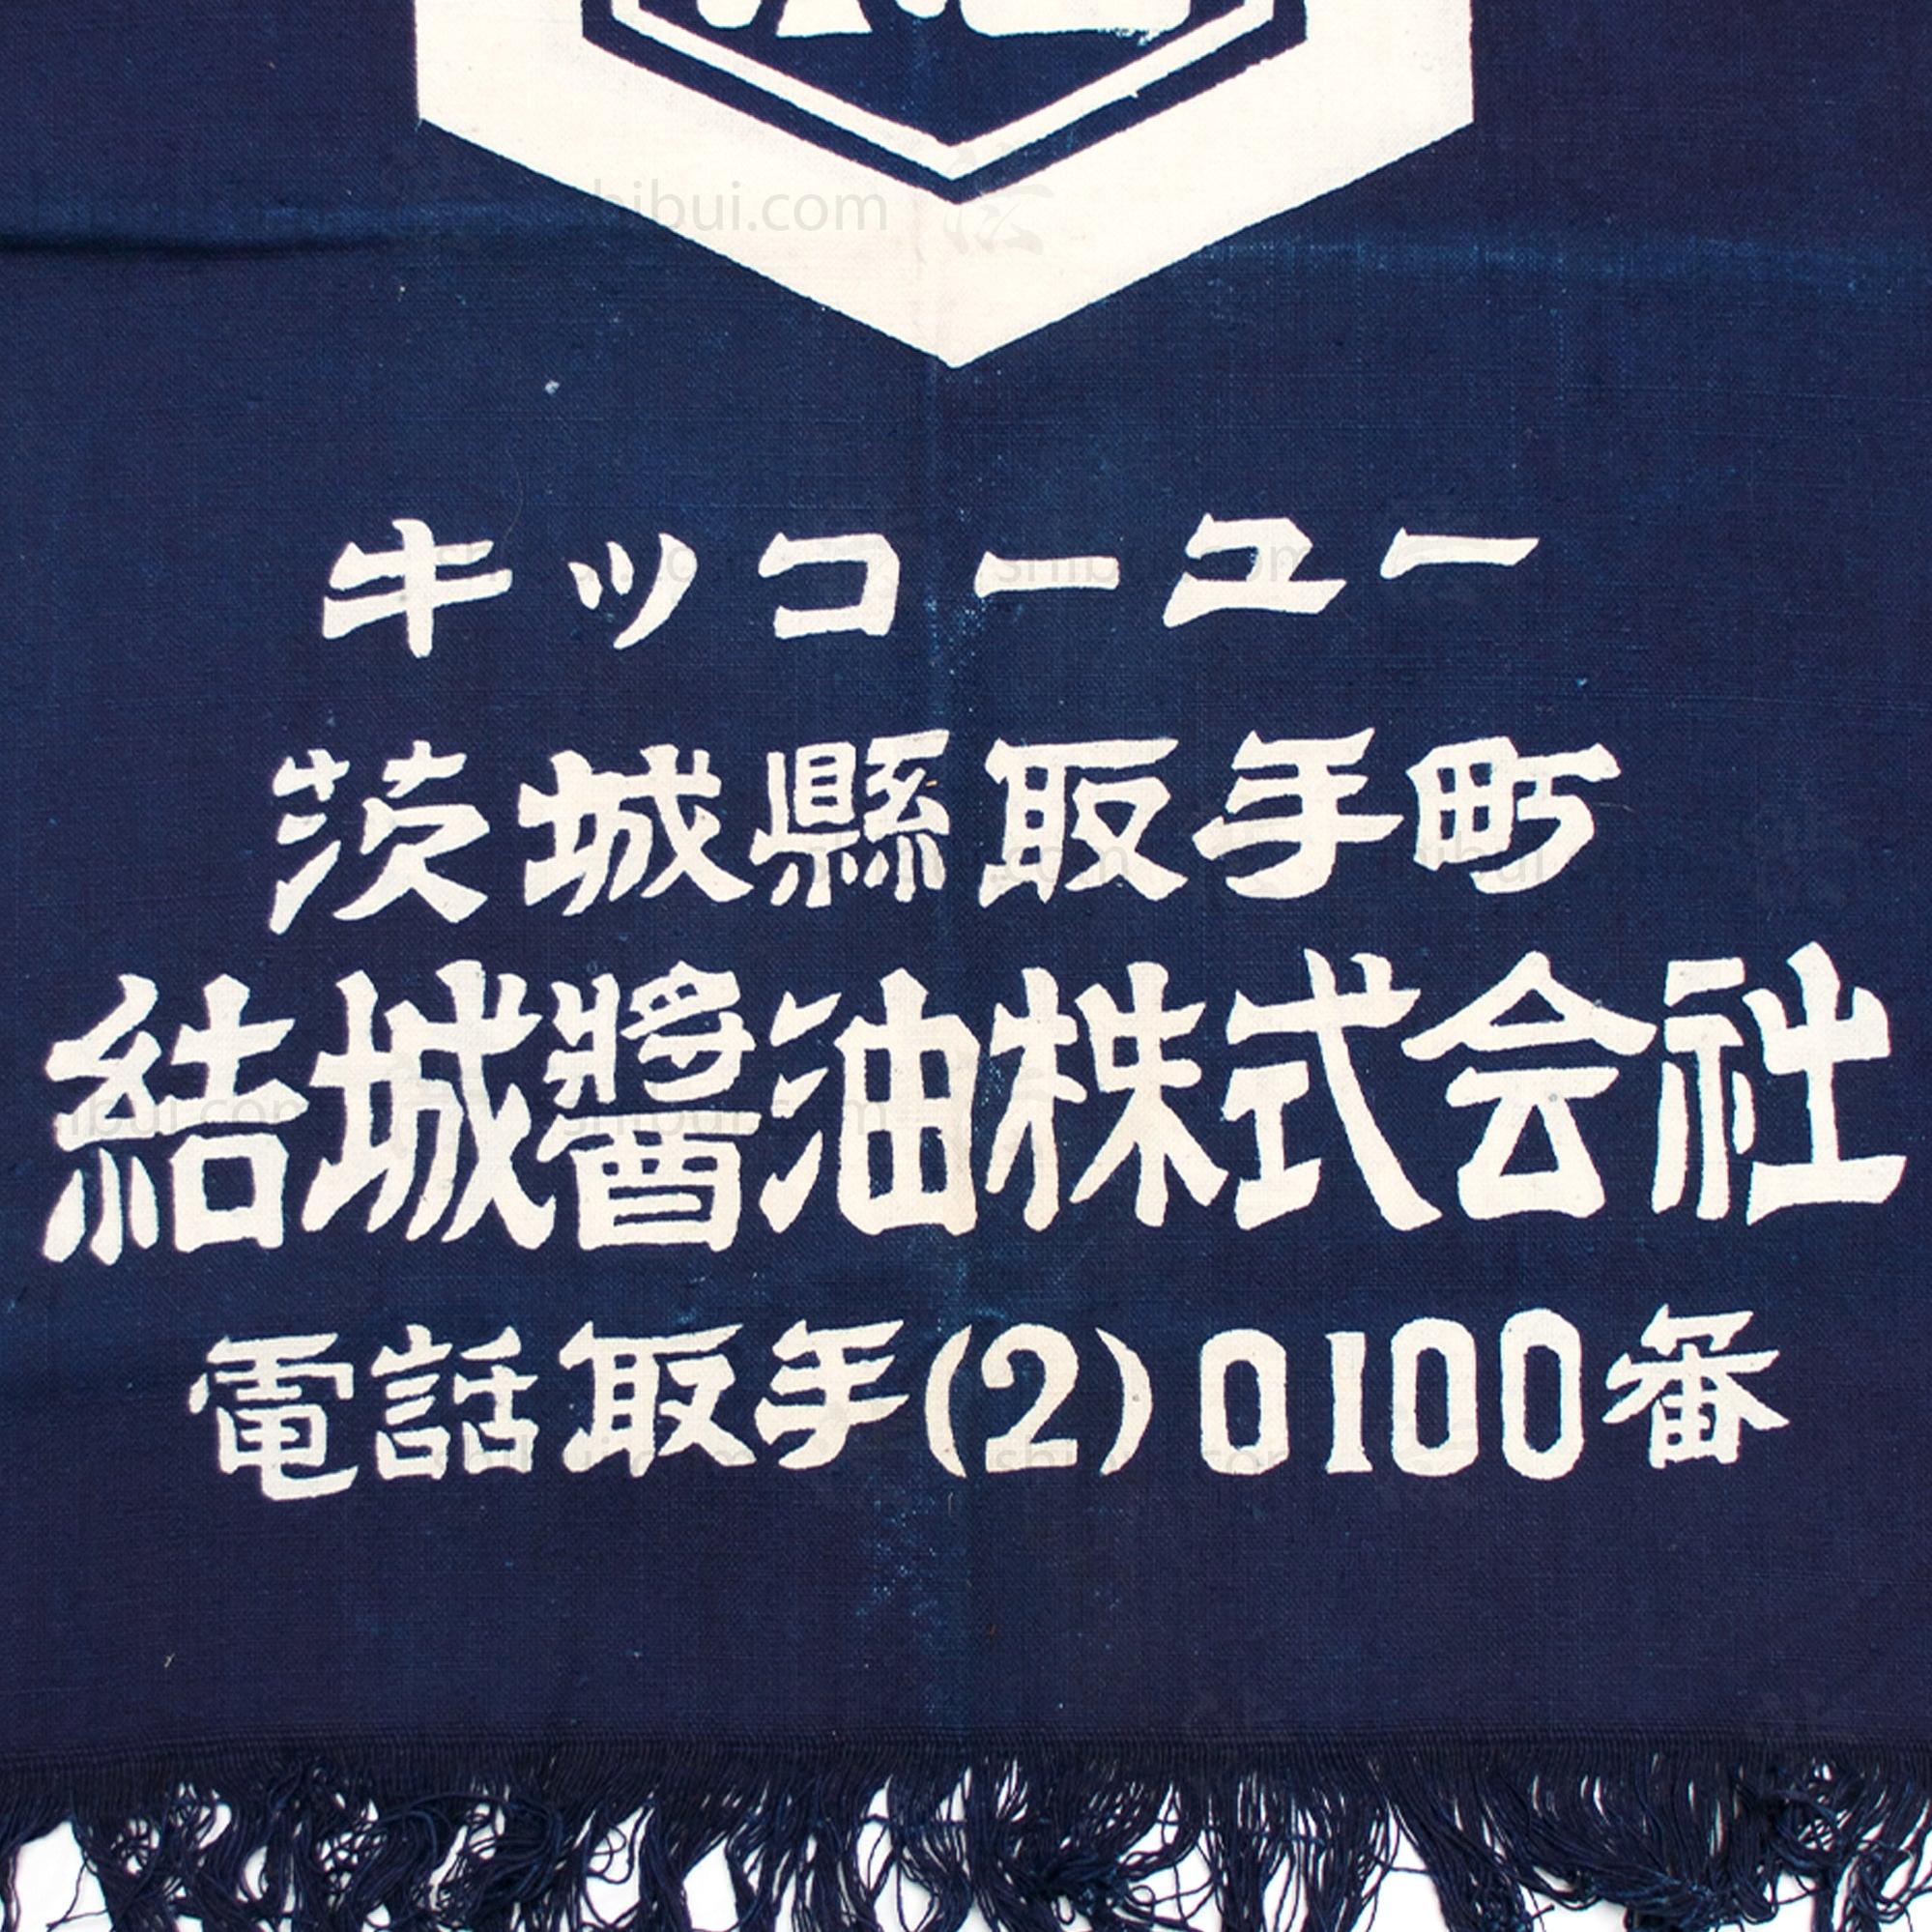 キッコーユー
茨城縣取手町
結城醬油株式会社
電話取手(2)0100番